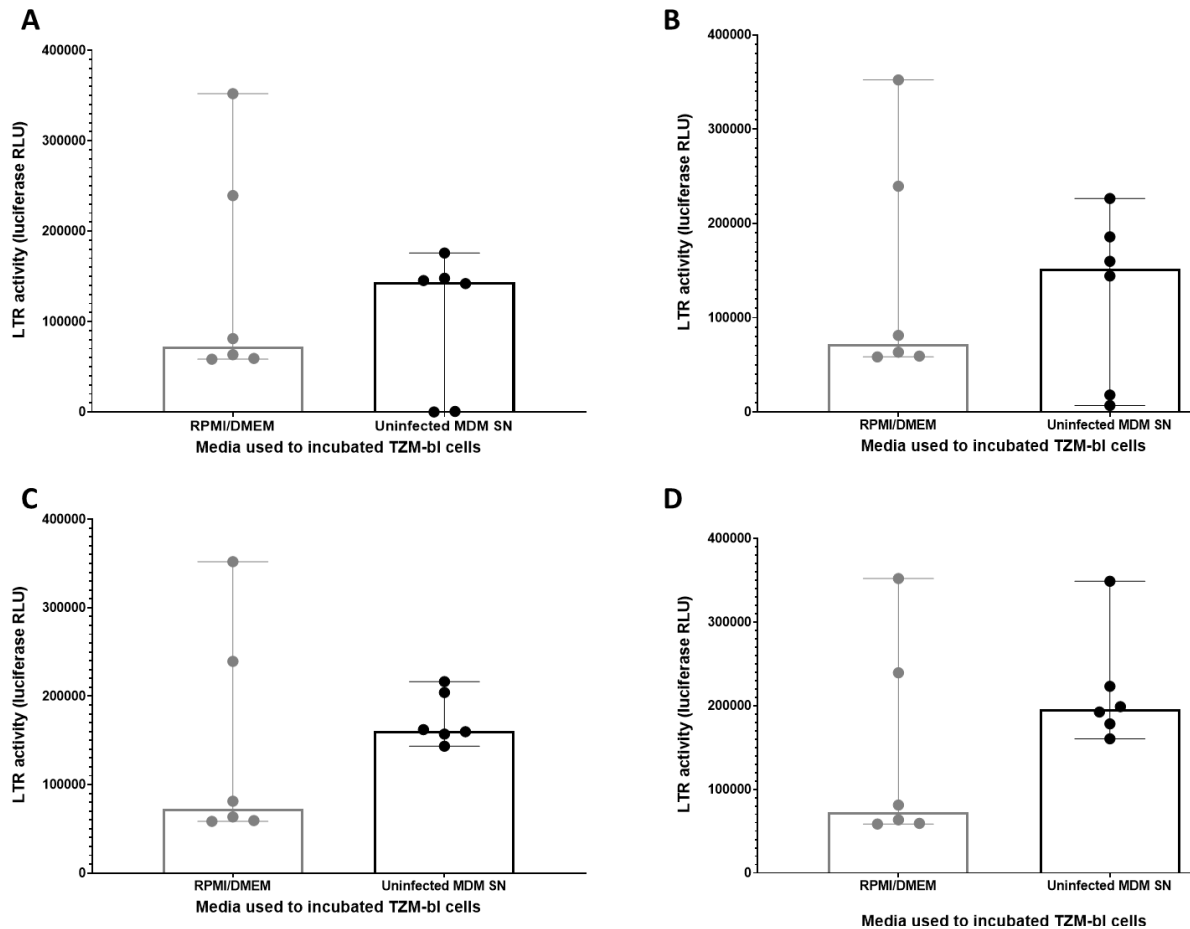 A
LTR activity (luciferase RLU)
400000
300000
200000
100000
0
RPMI/DMEM
Uninfected MDM SN
Media used to incubated TZM-bl cells
B
LTR activity (luciferase RLU)
400000
300000
200000
100000
0
RPMI/DMEM
Uninfected MDM SN
Media used to incubated TZM-bl cells
C
LTR activity (luciferase RLU)
400000
300000
200000
100000
0
RPMI/DMEM
Uninfected MDM SN
Media used to incubated TZM-bl cells
D
LTR activity (luciferase RLU)
400000
300000
200000
100000
0
RPMI/DMEM
Uninfected MDM SN
Media used to incubated TZM-bl cells